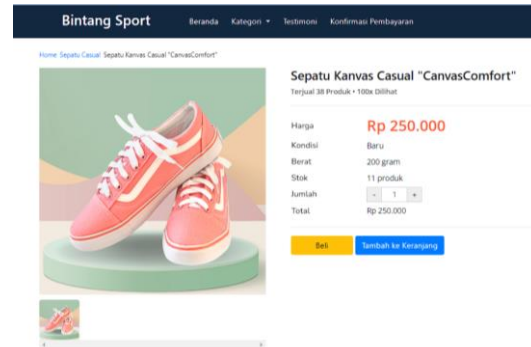 Bintang Sport Beranda Kategori Testimoni Konfirmasi Pembayaran
Home Sepatu Casual Sepatu Kanvas Casual "CanvasComfort"
Sepatu Kanvas Casual "CanvasComfort"
Terjual 38 Produk • 100x Dilihat
Harga Rp 250.000
Kondisi Baru
Berat 200 gram
Stok 11 produk
Jumlah - 1 +
Total Rp 250.000
Beli Tambah ke Keranjang